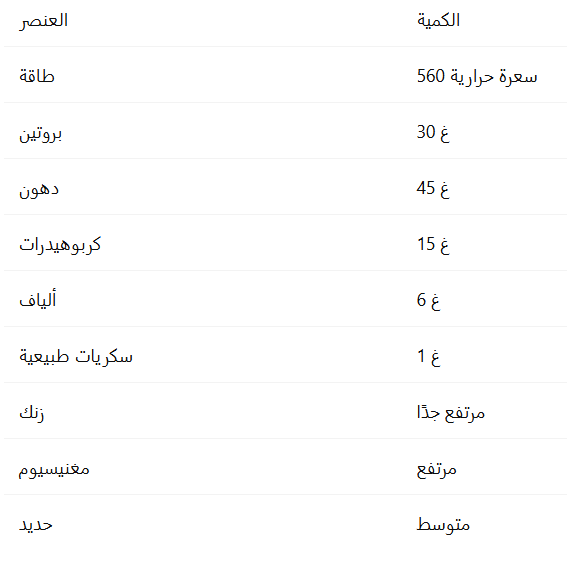 العنصر الكمية
طاقة 560 سعرة حرارية
بروتين 30 غ
دهون 45 غ
كربوهيدرات 15 غ
ألياف 6 غ
سكريات طبيعية 1 غ
زنك مرتفع جدًا
مغنيسيوم مرتفع
حديد متوسط